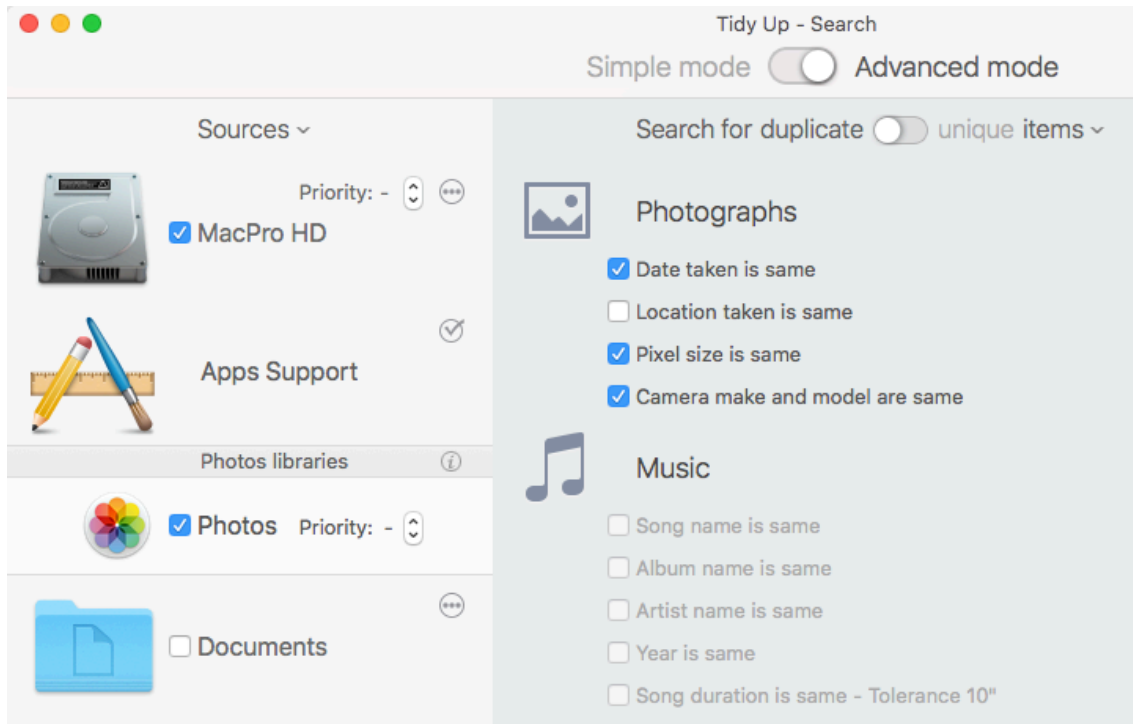 Tidy Up - Search
Simple mode Advanced mode
Sources
Priority: -
MacPro HD
Apps Support
Photos libraries
Photos Priority: -
Documents
Search for duplicate unique items
Photographs
Date taken is same
Location taken is same
Pixel size is same
Camera make and model are same
Music
Song name is same
Album name is same
Artist name is same
Year is same
Song duration is same - Tolerance 10"